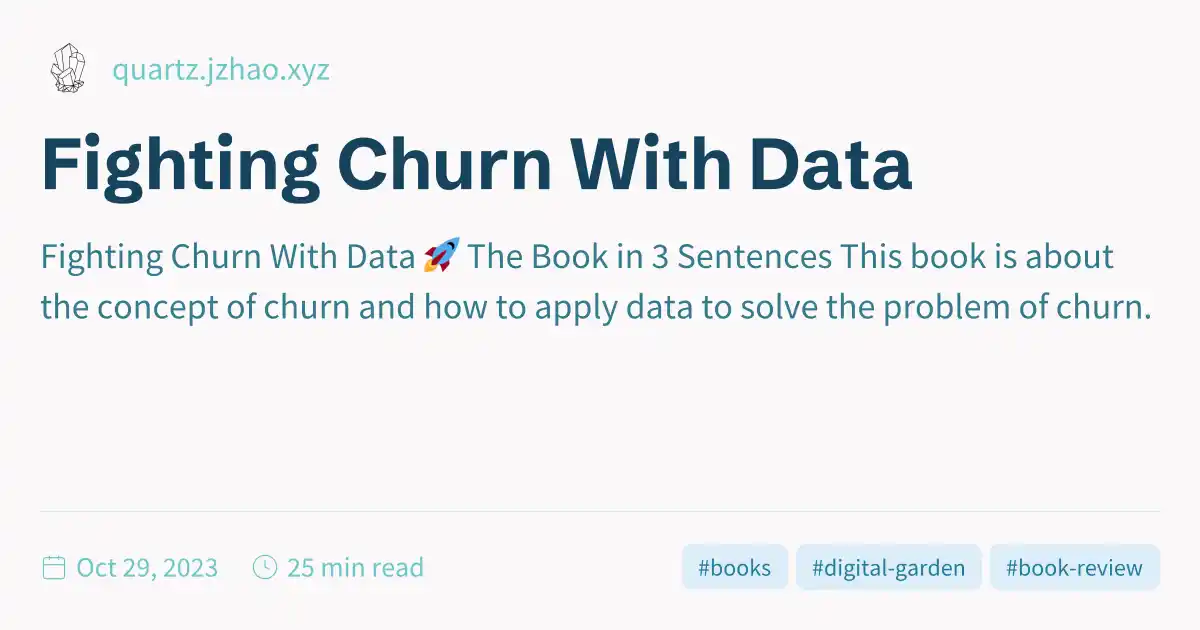 quartz.jzhao.xyz
Fighting Churn With Data
Fighting Churn With Data 🚀 The Book in 3 Sentences This book is about
the concept of churn and how to apply data to solve the problem of churn.
Oct 29, 2023 25 min read #books #digital-garden #book-review